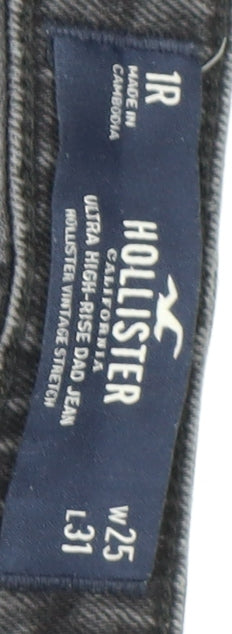 1R
MADE IN
CAMBODIA
HOLLISTER
CALIFORNIA
ULTRA HIGH-RISE DAD JEAN
HOLLISTER VINTAGE STRETCH
W25
L31